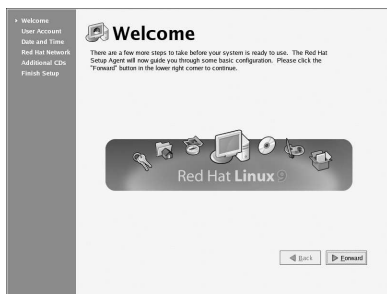 Welcome
User Account
Date and Time
Red Hat Network
Additional CDs
Finish Setup
Welcome
There are a few more steps to take before your system is ready to use. The Red Hat
Setup Agent will now guide you through some basic configuration. Please click the
"Forward" button in the lower right corner to continue.
Red Hat Linux 9
Back
Forward